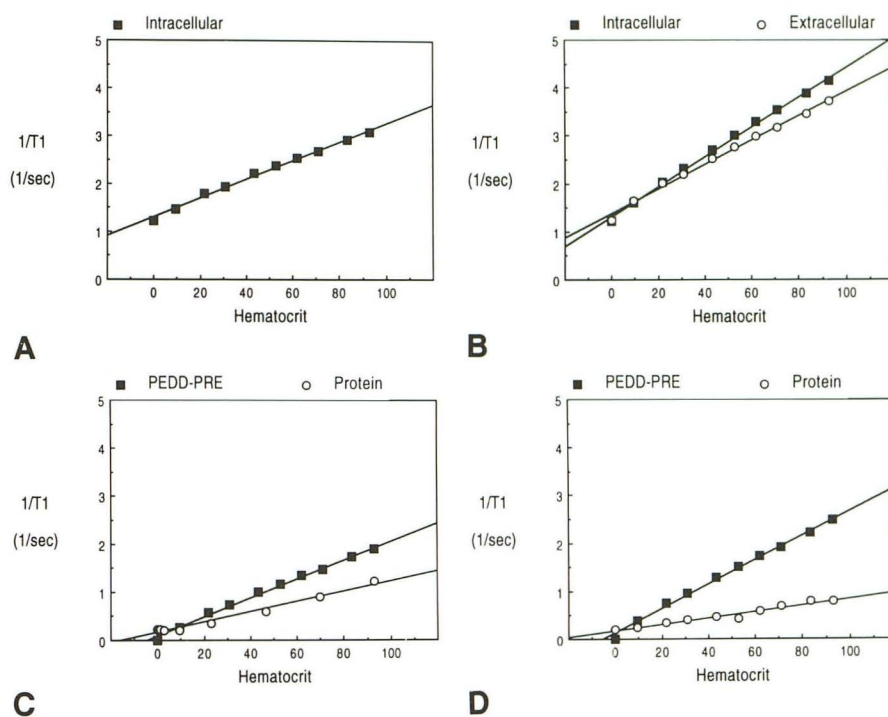 Intracellular
5
4
3
2
1
0
1/T1
(1/sec)
0 20 40 60 80 100
Hematocrit
A
Intracellular Extracellular
5
4
3
2
1
0
1/T1
(1/sec)
0 20 40 60 80 100
Hematocrit
B
PEDD-PRE Protein
5
4
3
2
1
0
1/T1
(1/sec)
0 20 40 60 80 100
Hematocrit
C
PEDD-PRE Protein
5
4
3
2
1
0
1/T1
(1/sec)
0 20 40 60 80 100
Hematocrit
D